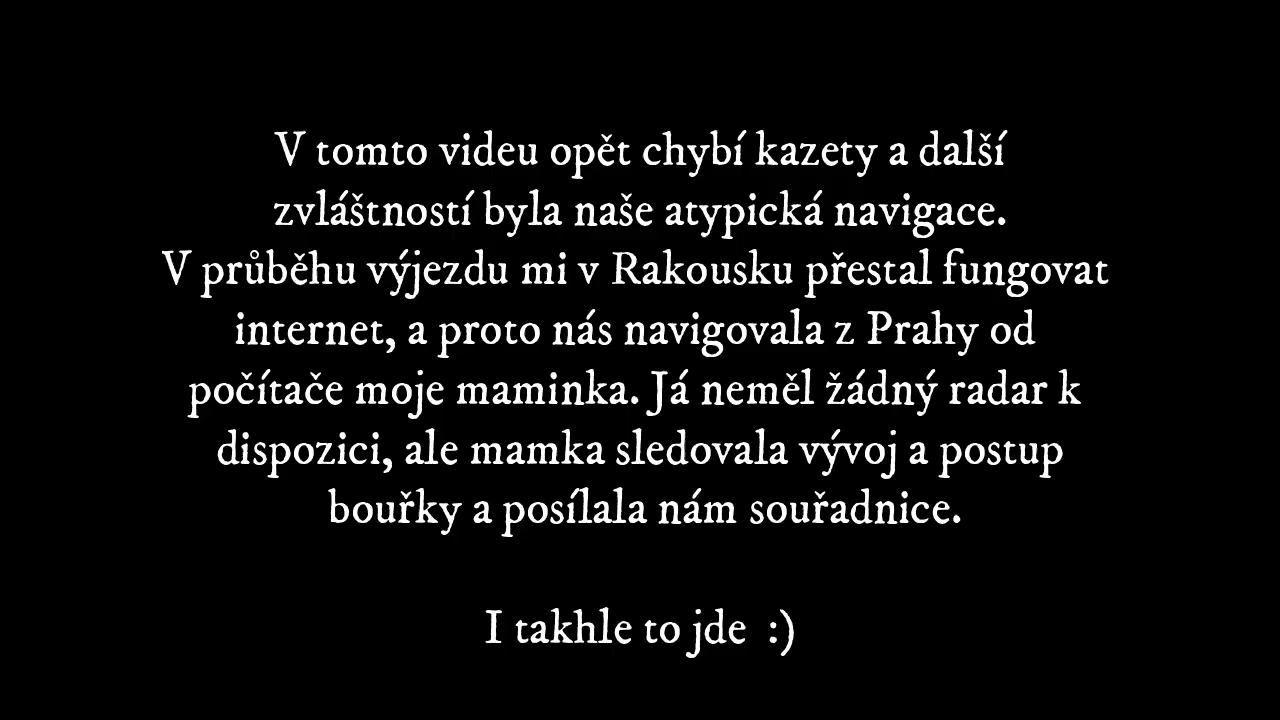 V tomto videu opět chybí kazety a další
zvláštností byla naše atypická navigace.
V průběhu výjezdu mi v Rakousku přestal fungovat
internet, a proto nás navigovala z Prahy od
počítače moje maminka. Já neměl žádný radar k
dispozici, ale mamka sledovala vývoj a postup
bouřky a posílala nám souřadnice.
I takhle to jde  :)